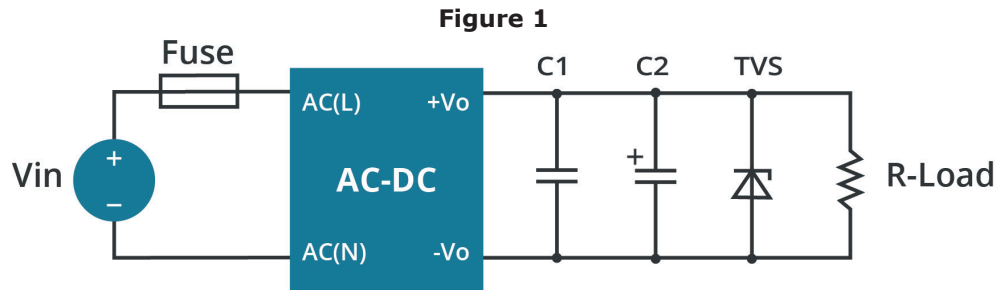 Figure 1
Fuse
C1
C2
TVS
AC(L)
+Vo
+
Vin
AC-DC
+
R-Load
−
AC(N)
-Vo